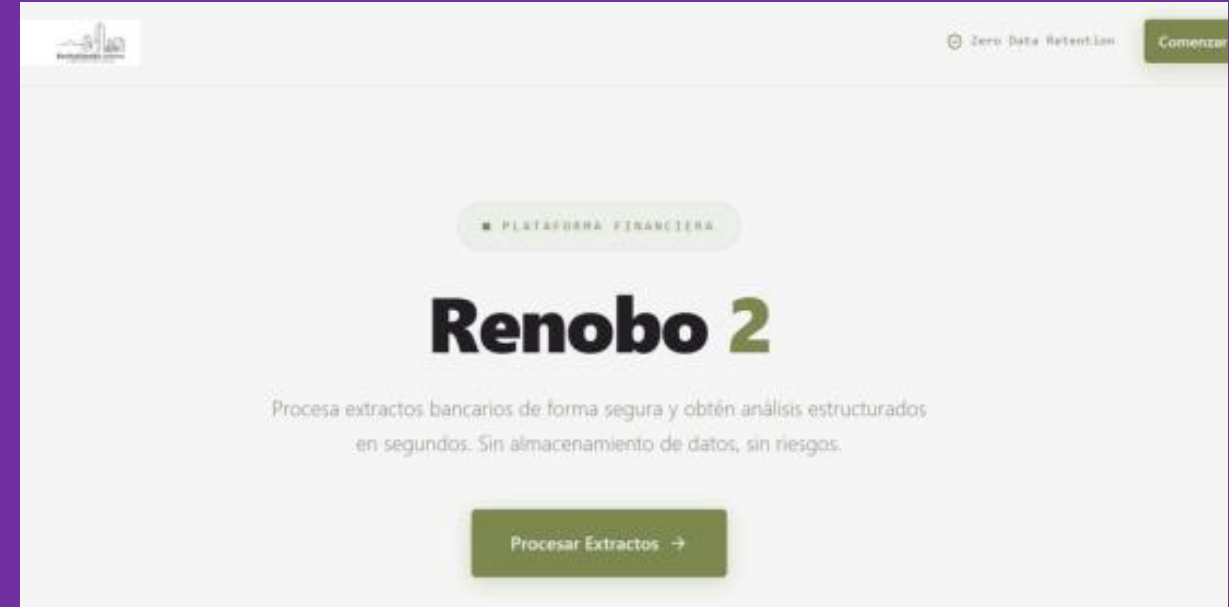 Zero Data Retention
Comenzar
PLATAFORMA FINANCIERA
Renobo 2
Procesa extractos bancarios de forma segura y obtén análisis estructurados
en segundos. Sin almacenamiento de datos, sin riesgos.
Procesar Extractos →